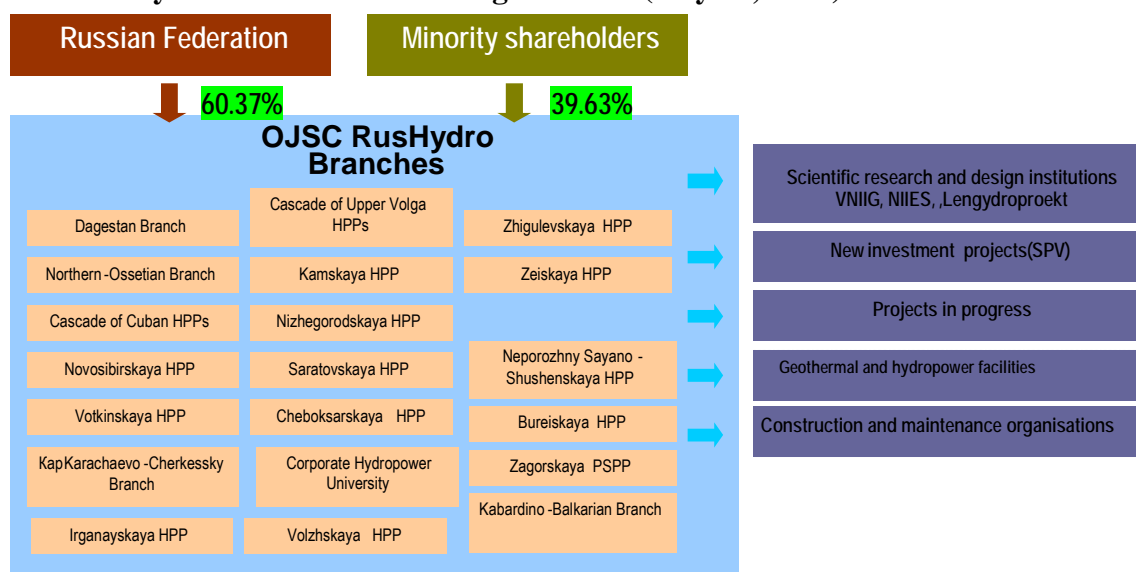 Russian Federation
Minority shareholders
60.37%
39.63%
OJSC RusHydro
Branches
Dagestan Branch
Northern -Ossetian Branch
Cascade of Cuban HPPs
Novosibirskaya HPP
Votkinskaya HPP
KapKarachaevo -Cherkessky
Branch
Irganayskaya HPP
Cascade of Upper Volga
HPPs
Kamskaya HPP
Nizhegorodskaya HPP
Saratovskaya HPP
Cheboksarskaya HPP
Corporate Hydropower
University
Volzhskaya HPP
Zhigulevskaya HPP
Zeiskaya HPP
Neporozhny Sayano -
Shushenskaya HPP
Bureiskaya HPP
Zagorskaya PSPP
Kabardino -Balkarian Branch
Scientific research and design institutions
VNIIG, NIIES, ,Lengydroproekt
New investment projects(SPV)
Projects in progress
Geothermal and hydropower facilities
Construction and maintenance organisations